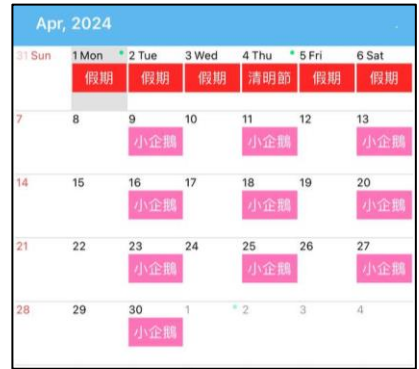 Apr, 2024
31 Sun 1 Mon 2 Tue 3 Wed 4 Thu 5 Fri 6 Sat
假期 假期 假期 清明節 假期 假期
7 8 9 10 11 12 13
小企鵝 小企鵝 小企鵝
14 15 16 17 18 19 20
小企鵝 小企鵝 小企鵝
21 22 23 24 25 26 27
小企鵝 小企鵝 小企鵝
28 29 30 1 2 3 4
小企鵝